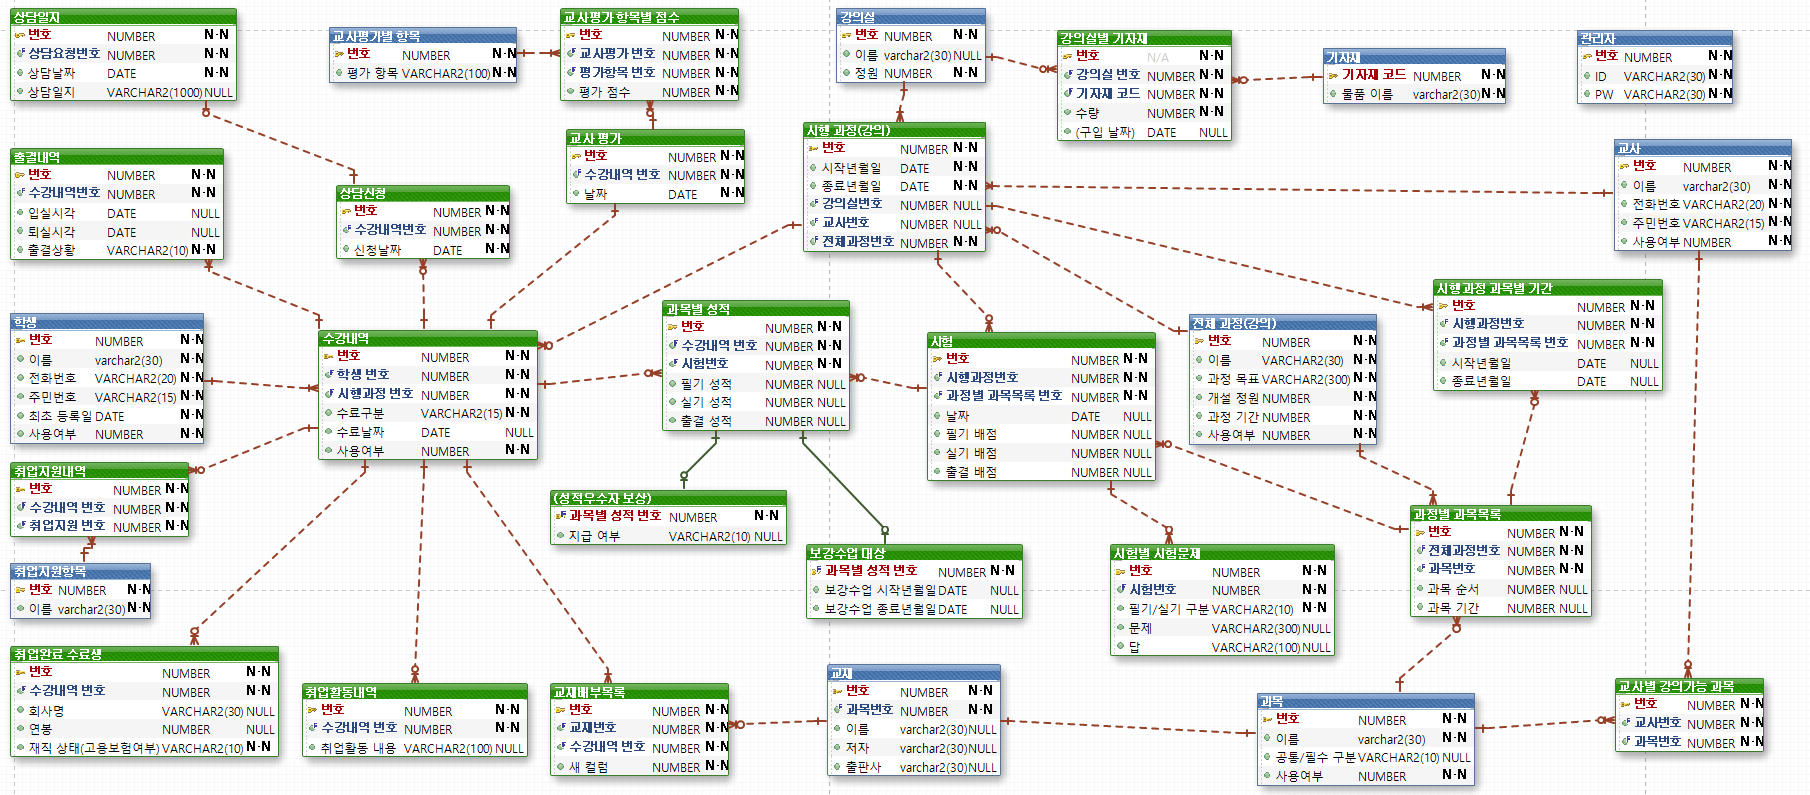 상담일지
번호 NUMBER N-N
상담요청번호 NUMBER N-N
상담날짜 DATE N-N
상담일지 VARCHAR2(1000) NULL
교사평가별 항목
번호 NUMBER N-N
평가 항목 VARCHAR2(100) N-N
교사평가 항목별 점수
번호 NUMBER N-N
교사평가 번호 NUMBER N-N
평가항목 번호 NUMBER N-N
평가 점수 NUMBER N-N
강의실
번호 NUMBER N-N
이름 varchar2(30) NULL
정원 NUMBER N-N
강의실별 기자재
번호 N/A N-N
강의실 번호 NUMBER N-N
기자재 코드 NUMBER N-N
수량 NUMBER N-N
(구입 날짜) DATE NULL
기자재
기자재 코드 NUMBER N-N
물품 이름 varchar2(30) N-N
관리자
번호 NUMBER N-N
ID VARCHAR2(30) N-N
PW VARCHAR2(30) N-N
출결내역
번호 NUMBER N-N
수강내역번호 NUMBER N-N
입실시각 DATE NULL
퇴실시각 DATE NULL
출결상황 VARCHAR2(10) N-N
상담신청
번호 NUMBER N-N
수강내역번호 NUMBER N-N
신청날짜 DATE N-N
교사 평가
번호 NUMBER N-N
수강내역 번호 NUMBER N-N
날짜 DATE N-N
시행 과정(강의)
번호 NUMBER N-N
시작년월일 DATE N-N
종료년월일 DATE N-N
강의실번호 NUMBER NULL
교사번호 NUMBER N-N
전체과정번호 NUMBER N-N
교사
번호 NUMBER N-N
이름 varchar2(30) N-N
전화번호 VARCHAR2(20) N-N
주민번호 VARCHAR2(15) N-N
사용여부 NUMBER N-N
학생
번호 NUMBER N-N
이름 varchar2(30) N-N
전화번호 VARCHAR2(20) N-N
주민번호 VARCHAR2(15) N-N
최초 등록일 DATE N-N
사용여부 NUMBER N-N
수강내역
번호 NUMBER N-N
학생 번호 NUMBER N-N
시행과정 번호 NUMBER N-N
수료구분 VARCHAR2(15) N-N
수료날짜 DATE NULL
사용여부 NUMBER N-N
과목별 성적
번호 NUMBER N-N
수강내역 번호 NUMBER N-N
시험번호 NUMBER N-N
필기 성적 NUMBER NULL
실기 성적 NUMBER NULL
출결 성적 NUMBER NULL
시험
번호 NUMBER N-N
시행과정번호 NUMBER N-N
과정별 과목목록 번호 NUMBER N-N
날짜 DATE NULL
필기 배점 NUMBER NULL
실기 배점 NUMBER NULL
출결 배점 NUMBER NULL
전체 과정(강의)
번호 NUMBER N-N
이름 VARCHAR2(30) N-N
과정 목표 VARCHAR2(300) N-N
개설 정원 NUMBER N-N
과정 기간 NUMBER N-N
사용여부 NUMBER N-N
시행 과정 과목별 기간
번호 NUMBER N-N
시행과정번호 NUMBER N-N
과정별 과목목록 번호 NUMBER N-N
시작년월일 DATE NULL
종료년월일 DATE NULL
취업지원내역
번호 NUMBER N-N
수강내역 번호 NUMBER N-N
취업지원 번호 NUMBER N-N
(성적우수자 보상)
과목별 성적 번호 NUMBER N-N
지급 여부 VARCHAR2(10) NULL
보강수업 대상
과목별 성적 번호 NUMBER N-N
보강수업 시작년월일 DATE NULL
보강수업 종료년월일 DATE NULL
시험별 시험문제
번호 NUMBER N-N
시험번호 NUMBER N-N
필기/실기 구분 VARCHAR2(10) N-N
문제 VARCHAR2(300) NULL
답 VARCHAR2(100) NULL
과정별 과목목록
번호 NUMBER N-N
전체과정번호 NUMBER N-N
과목번호 NUMBER N-N
과목 순서 NUMBER NULL
과목 기간 NUMBER NULL
취업지원항목
번호 NUMBER N-N
이름 varchar2(30) N-N
취업완료 수료생
번호 NUMBER N-N
수강내역 번호 NUMBER N-N
회사명 VARCHAR2(30) NULL
연봉 NUMBER NULL
재직 상태(고용보험여부) VARCHAR2(10) N-N
취업활동내역
번호 NUMBER N-N
수강내역 번호 NUMBER N-N
취업활동 내용 VARCHAR2(100) NULL
교재배부목록
번호 NUMBER N-N
교재번호 NUMBER N-N
수강내역 번호 NUMBER N-N
새 컬럼 NUMBER N-N
교재
번호 NUMBER N-N
과목번호 NUMBER N-N
이름 varchar2(30) NULL
저자 varchar2(30) NULL
출판사 varchar2(30) NULL
과목
번호 NUMBER N-N
이름 varchar2(30) N-N
공통/필수 구분 VARCHAR2(10) NULL
사용여부 NUMBER N-N
교사별 강의가능 과목
번호 NUMBER N-N
교사번호 NUMBER N-N
과목번호 NUMBER N-N